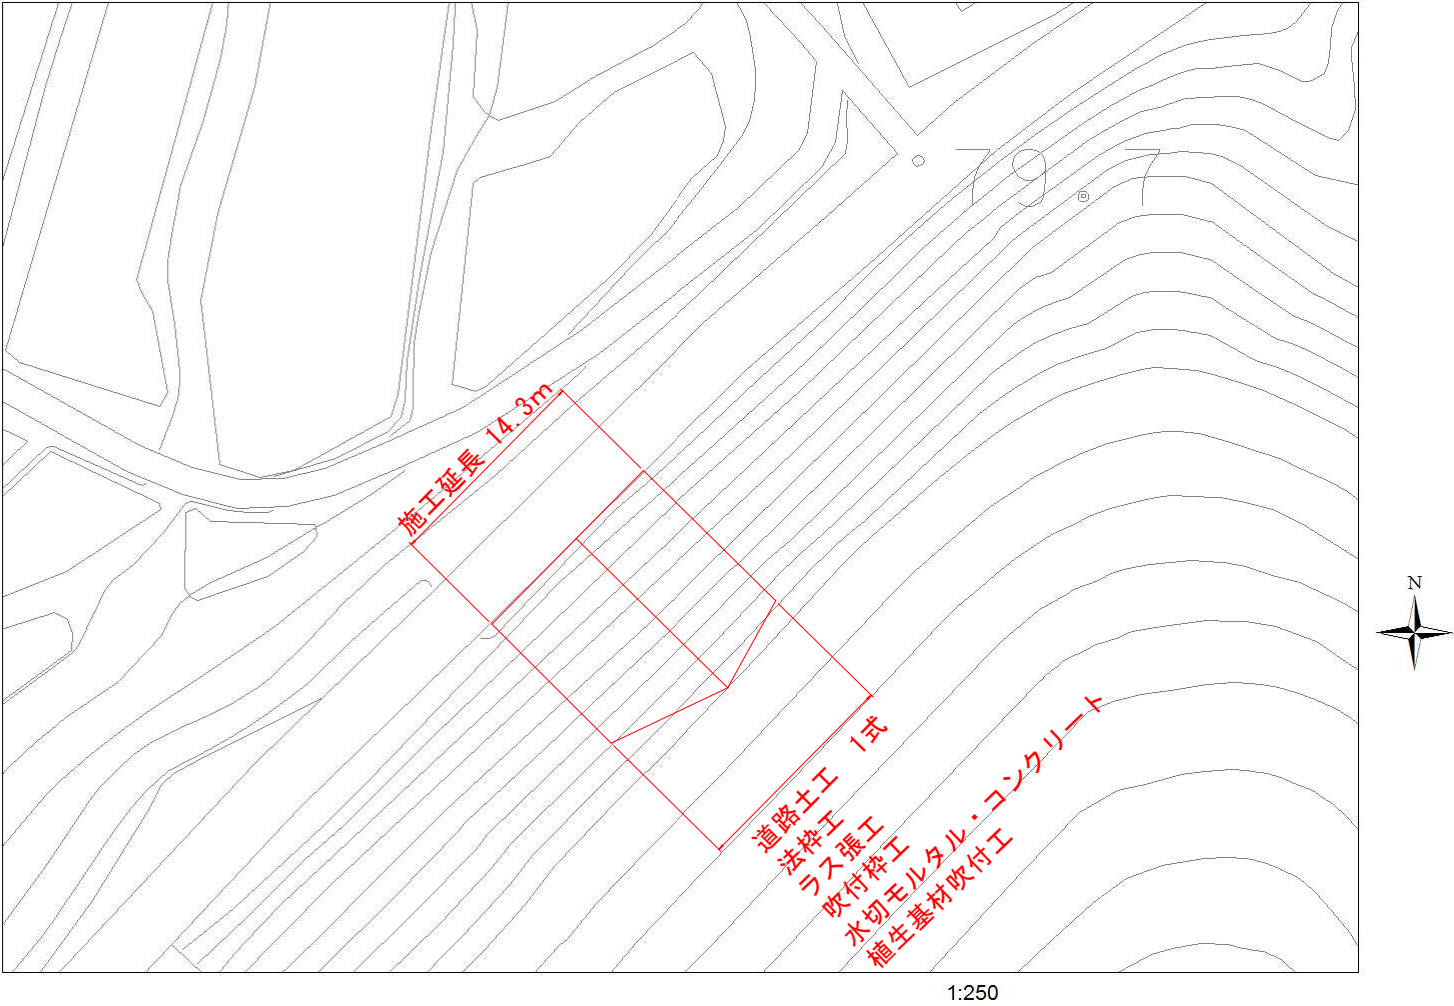 79.7
施工延長 14.3m
N
道路土工 1式
法枠工
ラス張工
吹付枠工
水切モルタル・コンクリート
植生基材吹付工
1:250